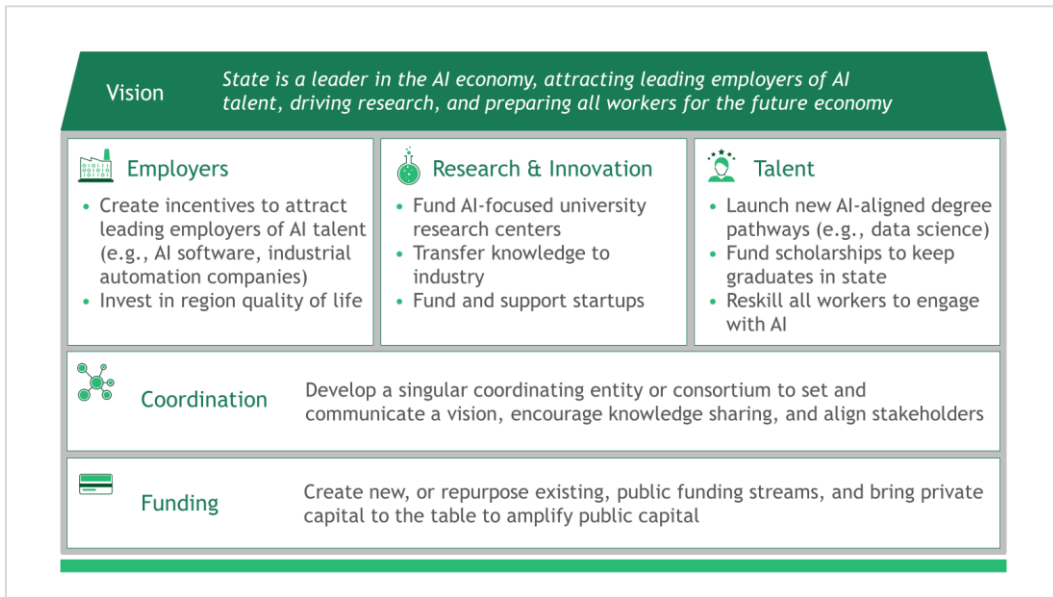 Vision
State is a leader in the AI economy, attracting leading employers of AI
talent, driving research, and preparing all workers for the future economy
Employers
• Create incentives to attract
leading employers of AI talent
(e.g., AI software, industrial
automation companies)
• Invest in region quality of life
Research & Innovation
• Fund AI-focused university
research centers
• Transfer knowledge to
industry
• Fund and support startups
Talent
• Launch new AI-aligned degree
pathways (e.g., data science)
• Fund scholarships to keep
graduates in state
• Reskill all workers to engage
with AI
Coordination
Develop a singular coordinating entity or consortium to set and
communicate a vision, encourage knowledge sharing, and align stakeholders
Funding
Create new, or repurpose existing, public funding streams, and bring private
capital to the table to amplify public capital